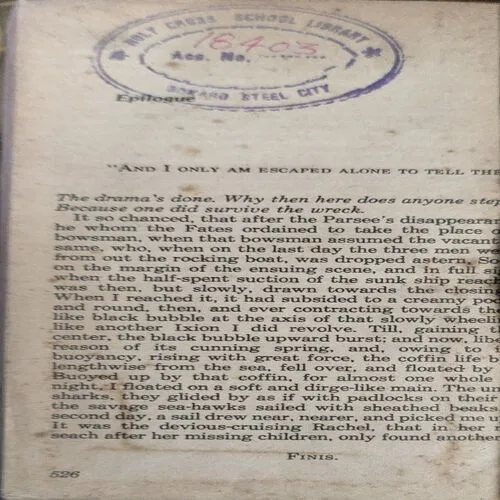 HOLY CROSS SCHOOL LIBRARY
Acc. No. 18403
BOKARO STEEL CITY
Epilogue
"AND I ONLY AM ESCAPED ALONE TO TELL THE
The drama's done. Why then here does anyone step
Because one did survive the wreck.
It so chanced, that after the Parsee's disappearan
he whom the Fates ordained to take the place o
bowsman, when that bowsman assumed the vacan
same, who, when on the last day the three men we
from out the rocking boat, was dropped astern. So
on the margin of the ensuing scene, and in full si
when the half-spent suction of the sunk ship reach
was then, but slowly, drawn towards the closin
When I reached it, it had subsided to a creamy po
and round, then, and ever contracting towards the
like black bubble at the axis of that slowly wheeli
like another Ixion I did revolve. Till, gaining t
center, the black bubble upward burst; and now, libe
reason of its cunning spring, and, owing to i
buoyancy, rising with great force, the coffin life b
lengthwise from the sea, fell over, and floated by
Buoyed up by that coffin, for almost one whole
night, I floated on a soft and dirge-like main. The un
sharks, they glided by as if with padlocks on their
the savage sea-hawks sailed with sheathed beaks
second day, a sail drew near, nearer, and picked me u
It was the devious-cruising Rachel, that in her r
seach after her missing children, only found another
FINIS.
526